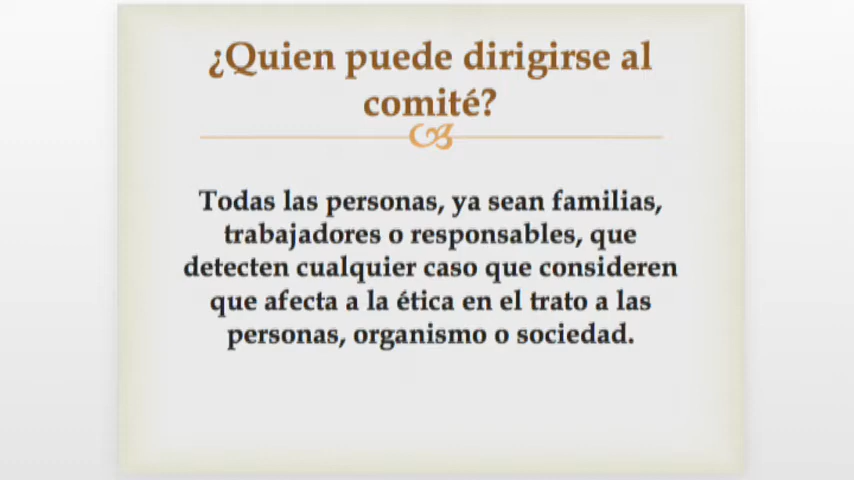 ¿Quien puede dirigirse al
comité?
Todas las personas, ya sean familias,
trabajadores o responsables, que
detecten cualquier caso que consideren
que afecta a la ética en el trato a las
personas, organismo o sociedad.